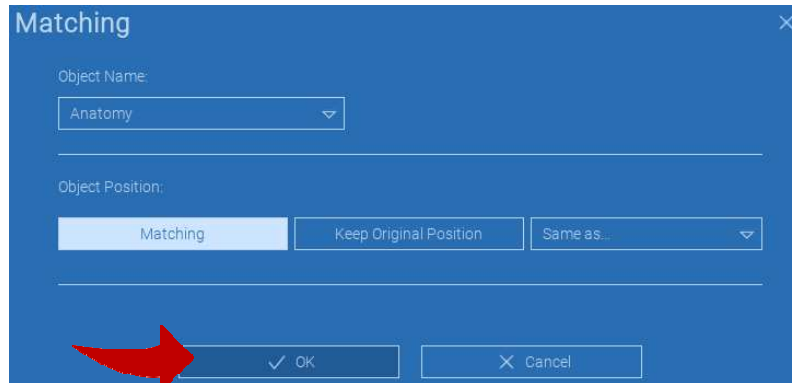 Matching
Object Name:
Anatomy
Object Position:
Matching Keep Original Position Same as...
OK Cancel